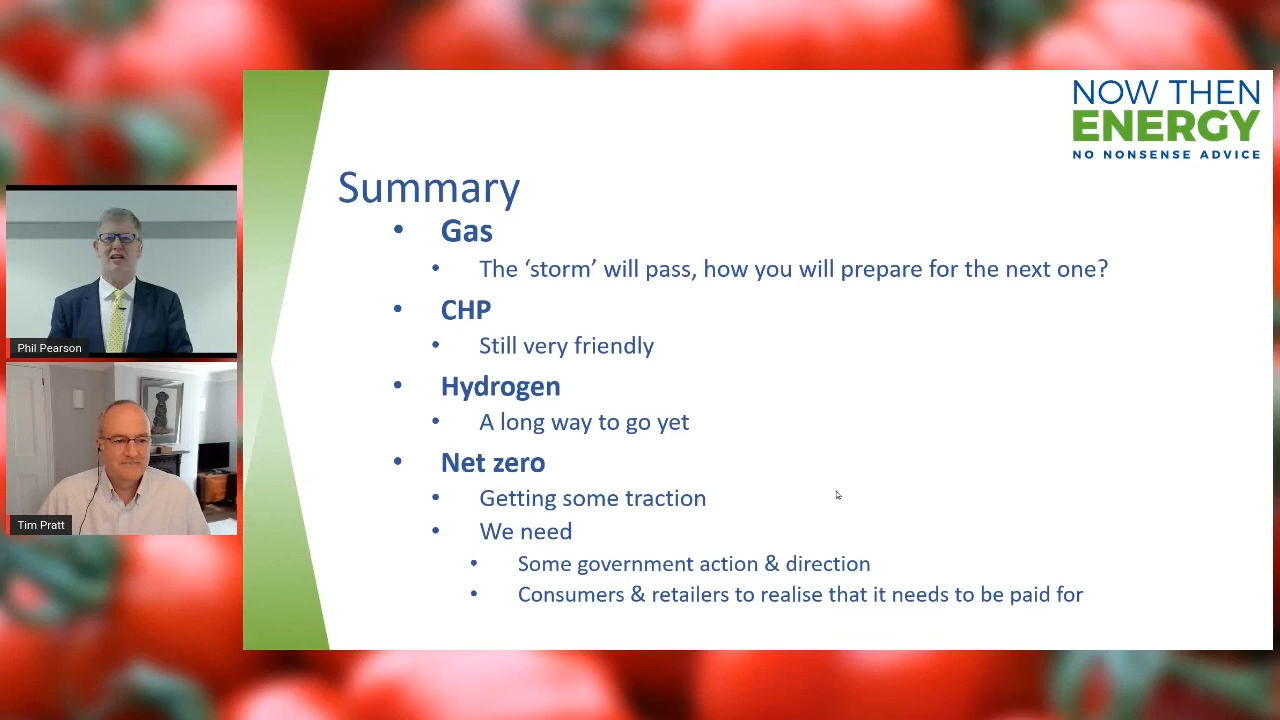 NOW THEN
ENERGY
NO NONSENSE ADVICE
Summary
• Gas
• The ‘storm’ will pass, how you will prepare for the next one?
• CHP
• Still very friendly
• Hydrogen
• A long way to go yet
• Net zero
• Getting some traction
• We need
• Some government action & direction
• Consumers & retailers to realise that it needs to be paid for
Phil Pearson
Tim Pratt